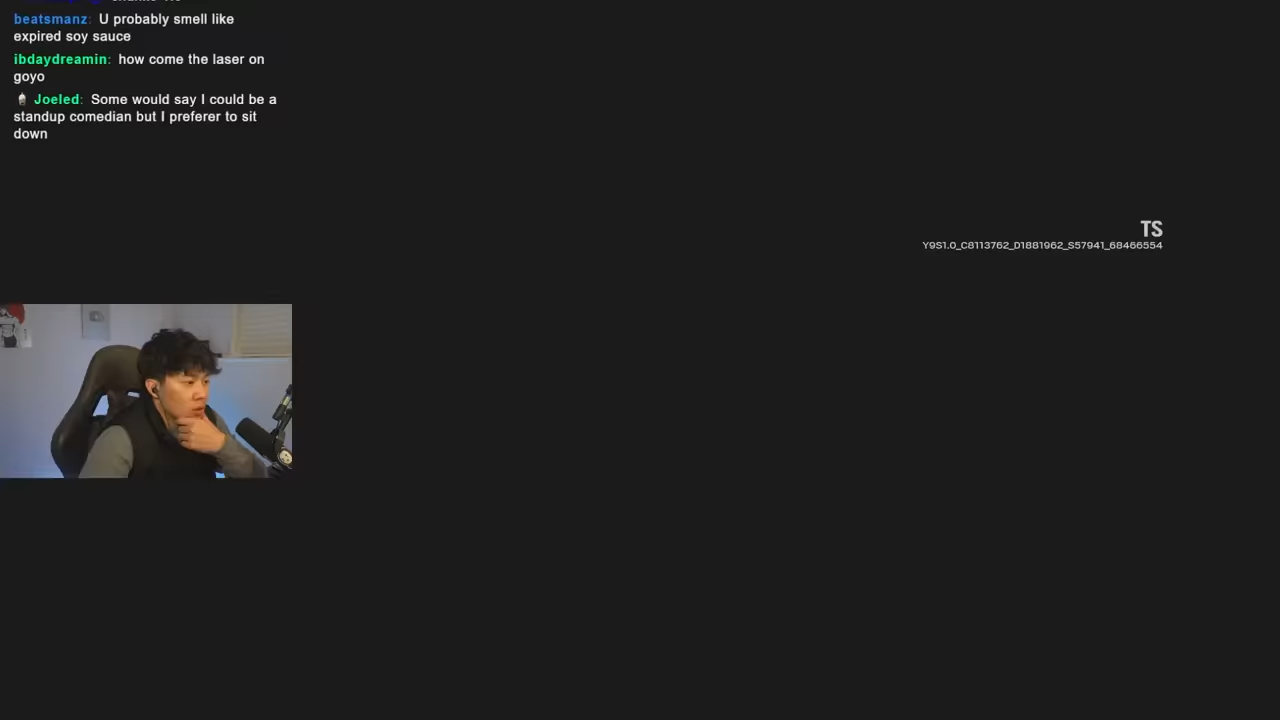 beatsmanz: U probably smell like
expired soy sauce
ibdaydreamin: how come the laser on
goyo
Joeled: Some would say I could be a
standup comedian but I preferer to sit
down
TS
Y9S1.0_C8113762_D1881962_S57941_68466554